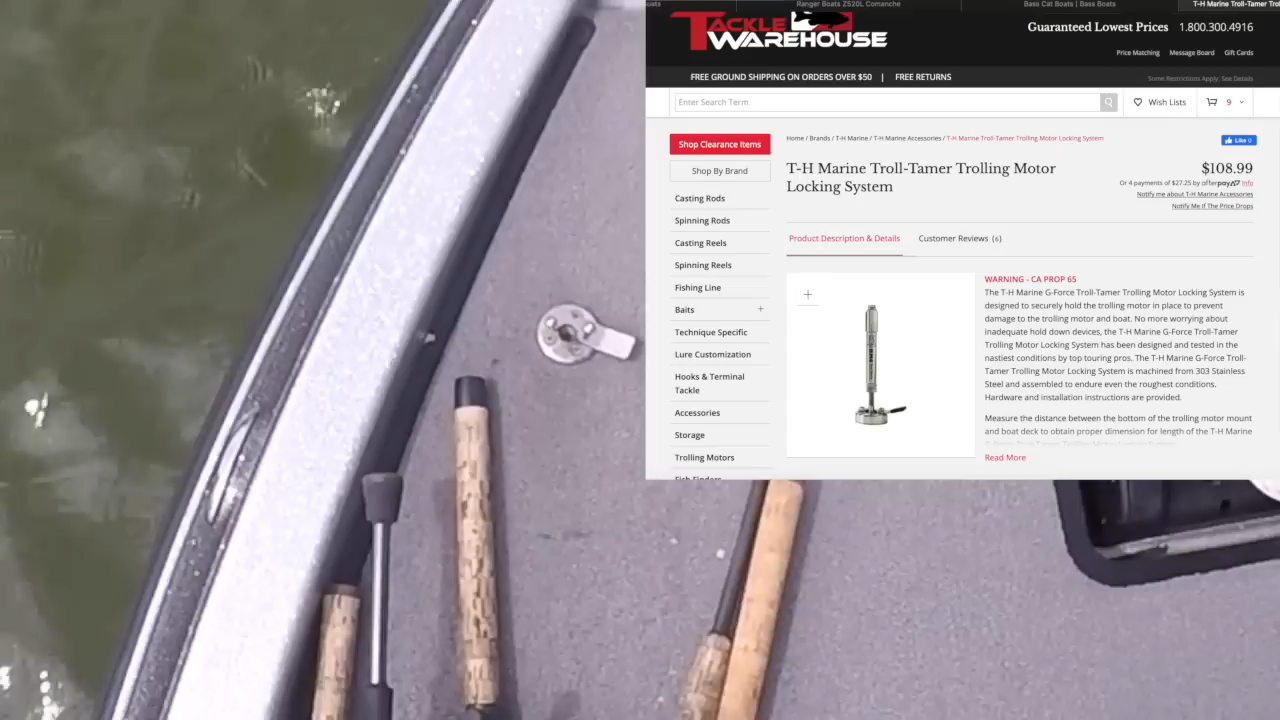 uats
Ranger Boats Z520L Comanche
Bass Cat Boats | Bass Boats
T-H Marine Troll-Tamer Tro
TACKLE
WAREHOUSE
Guaranteed Lowest Prices 1.800.300.4916
Price Matching Message Board Gift Cards
FREE GROUND SHIPPING ON ORDERS OVER $50 | FREE RETURNS
Some Restrictions Apply, See Details
Enter Search Term
Wish Lists
9
Shop Clearance Items
Shop By Brand
Casting Rods
Spinning Rods
Casting Reels
Spinning Reels
Fishing Line
Baits +
Technique Specific
Lure Customization
Hooks & Terminal
Tackle
Accessories
Storage
Trolling Motors
Fish Finders
Home / Brands / T-H Marine / T-H Marine Accessories / T-H Marine Troll-Tamer Trolling Motor Locking System
Like 0
T-H Marine Troll-Tamer Trolling Motor
Locking System
$108.99
Or 4 payments of $27.25 by afterpay Info
Notify me about T-H Marine Accessories
Notify Me If The Price Drops
Product Description & Details
Customer Reviews (6)
WARNING - CA PROP 65
The T-H Marine G-Force Troll-Tamer Trolling Motor Locking System is
designed to securely hold the trolling motor in place to prevent
damage to the trolling motor and boat. No more worrying about
inadequate hold down devices, the T-H Marine G-Force Troll-Tamer
Trolling Motor Locking System has been designed and tested in the
nastiest conditions by top touring pros. The T-H Marine G-Force Troll-
Tamer Trolling Motor Locking System is machined from 303 Stainless
Steel and assembled to endure even the roughest conditions.
Hardware and installation instructions are provided.
Measure the distance between the bottom of the trolling motor mount
and boat deck to obtain proper dimension for length of the T-H Marine
Read More